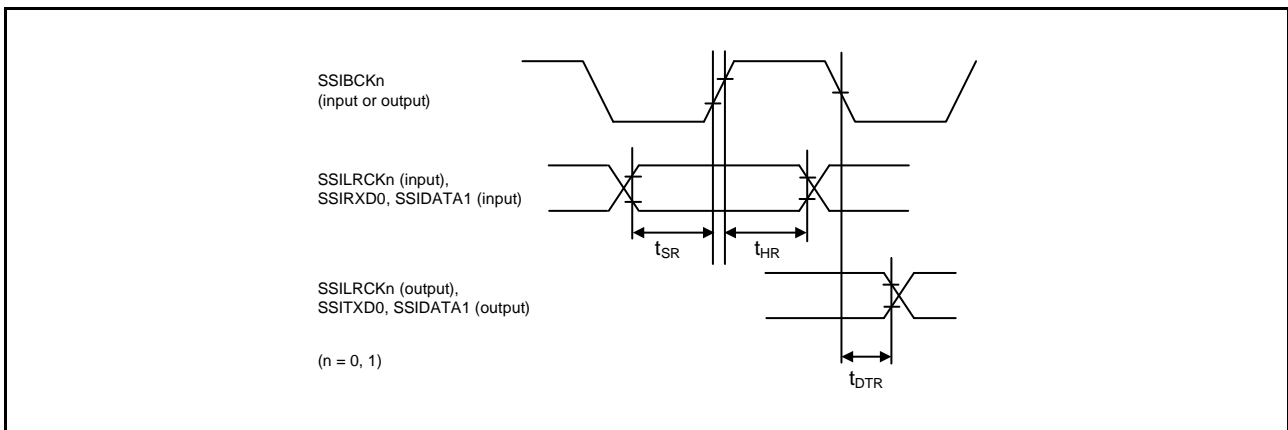 SSIBCKn
(input or output)
SSILRCKn (input),
SSIRXD0, SSIDATA1 (input)
tSR
tHR
SSILRCKn (output),
SSITXD0, SSIDATA1 (output)
(n = 0, 1)
tDTR